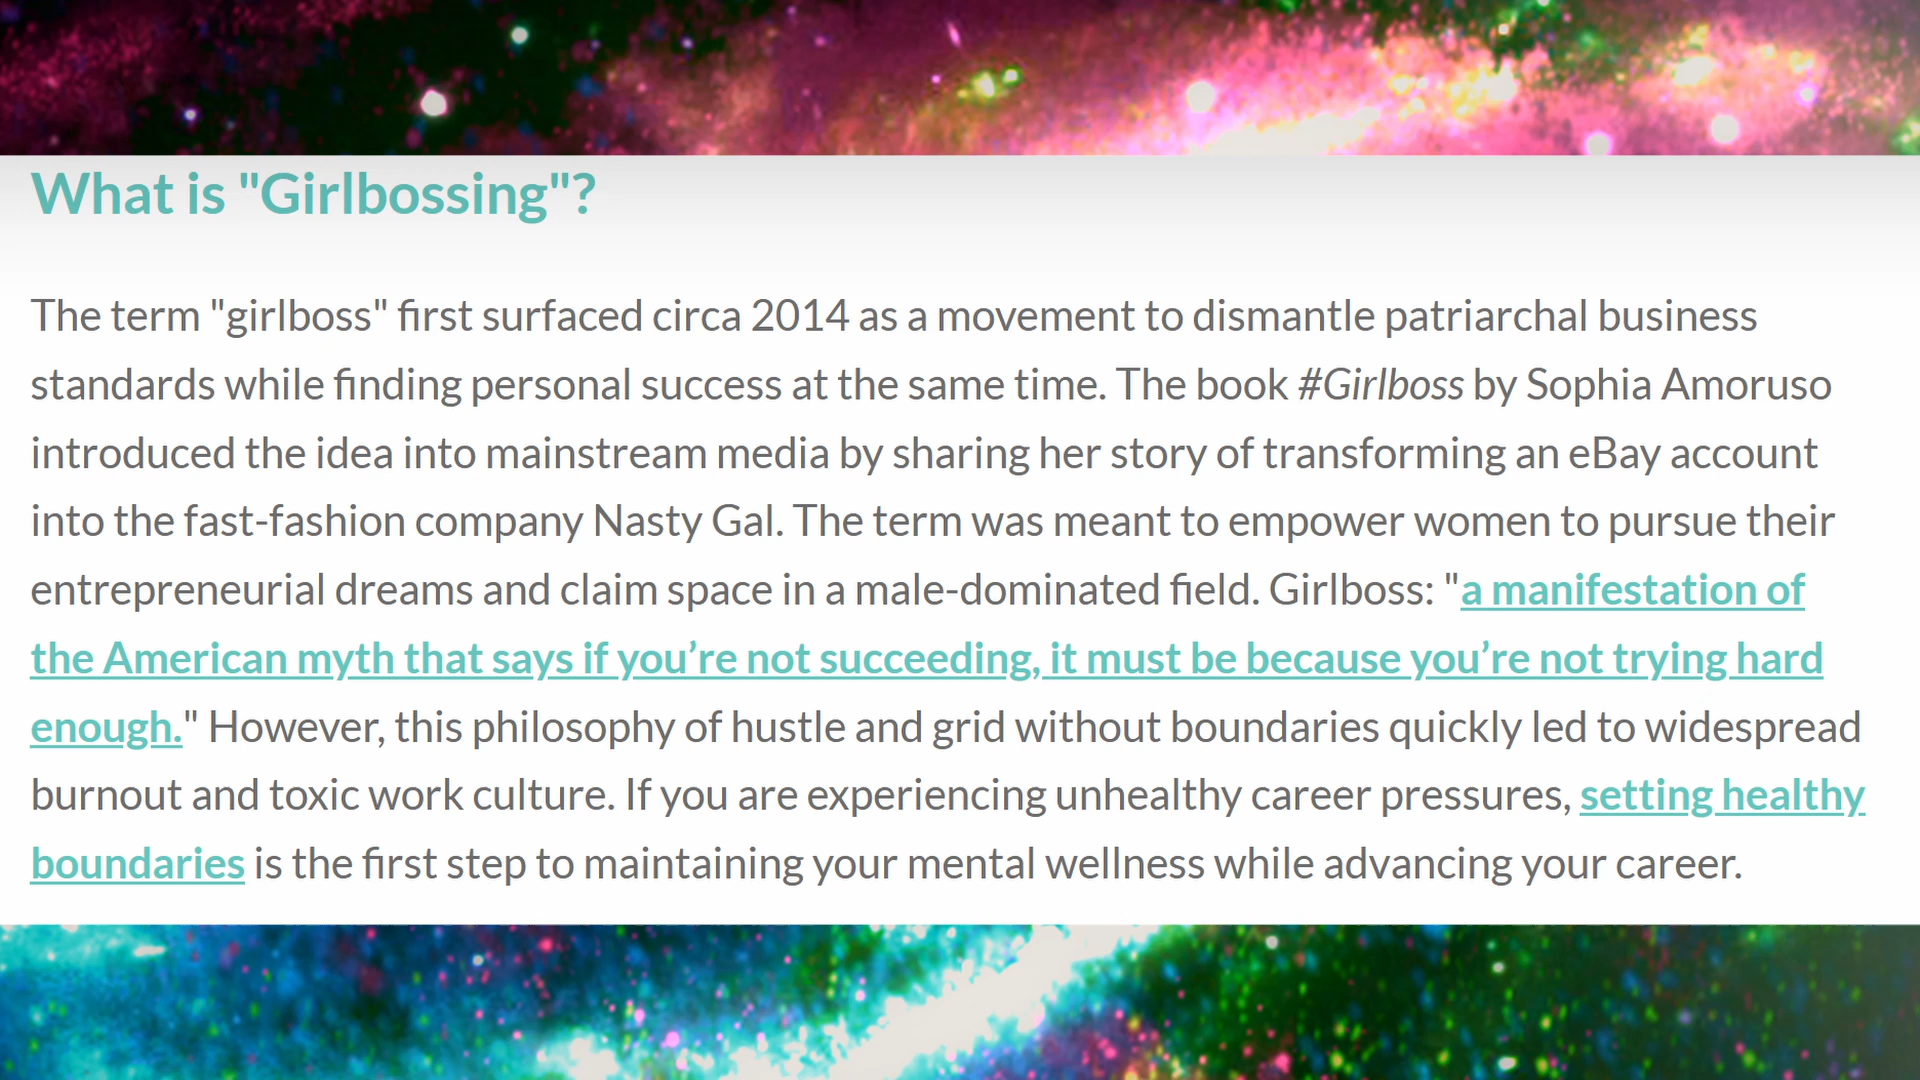 What is "Girlbossing"?
The term "girlboss" first surfaced circa 2014 as a movement to dismantle patriarchal business
standards while finding personal success at the same time. The book #Girlboss by Sophia Amoruso
introduced the idea into mainstream media by sharing her story of transforming an eBay account
into the fast-fashion company Nasty Gal. The term was meant to empower women to pursue their
entrepreneurial dreams and claim space in a male-dominated field. Girlboss: "a manifestation of
the American myth that says if you’re not succeeding, it must be because you’re not trying hard
enough." However, this philosophy of hustle and grid without boundaries quickly led to widespread
burnout and toxic work culture. If you are experiencing unhealthy career pressures, setting healthy
boundaries is the first step to maintaining your mental wellness while advancing your career.